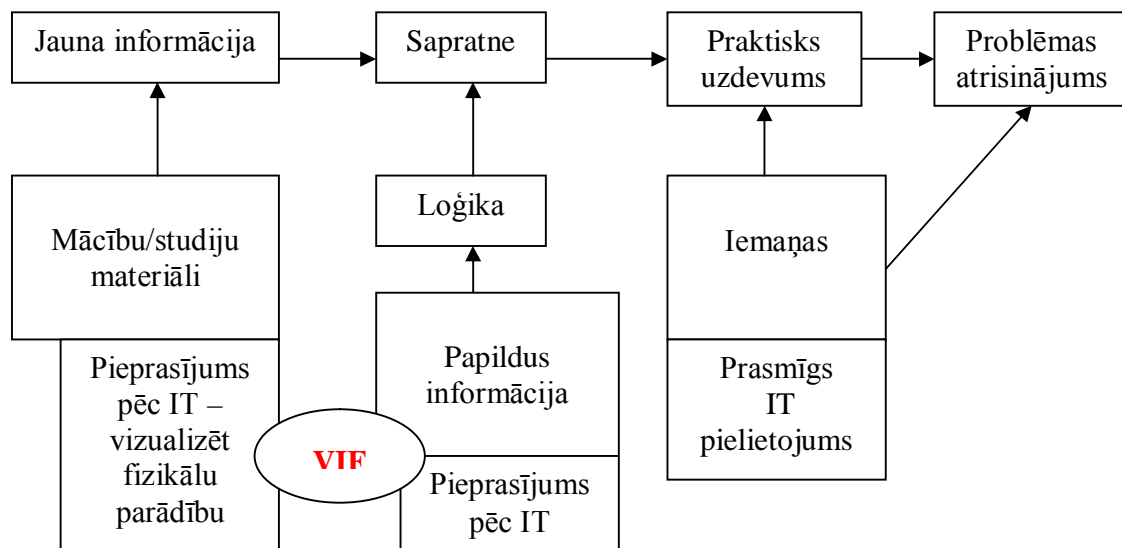 Jauna informācija
Sapratne
Praktisks
uzdevums
Problēmas
atrisinājums
Mācību/studiju
materiāli
Loģika
Iemaņas
Pieprasījums
pēc IT –
vizualizēt
fizikālu
parādību
Papildus
informācija
VIF
Pieprasījums
pēc IT
Prasmīgs
IT
pielietojums